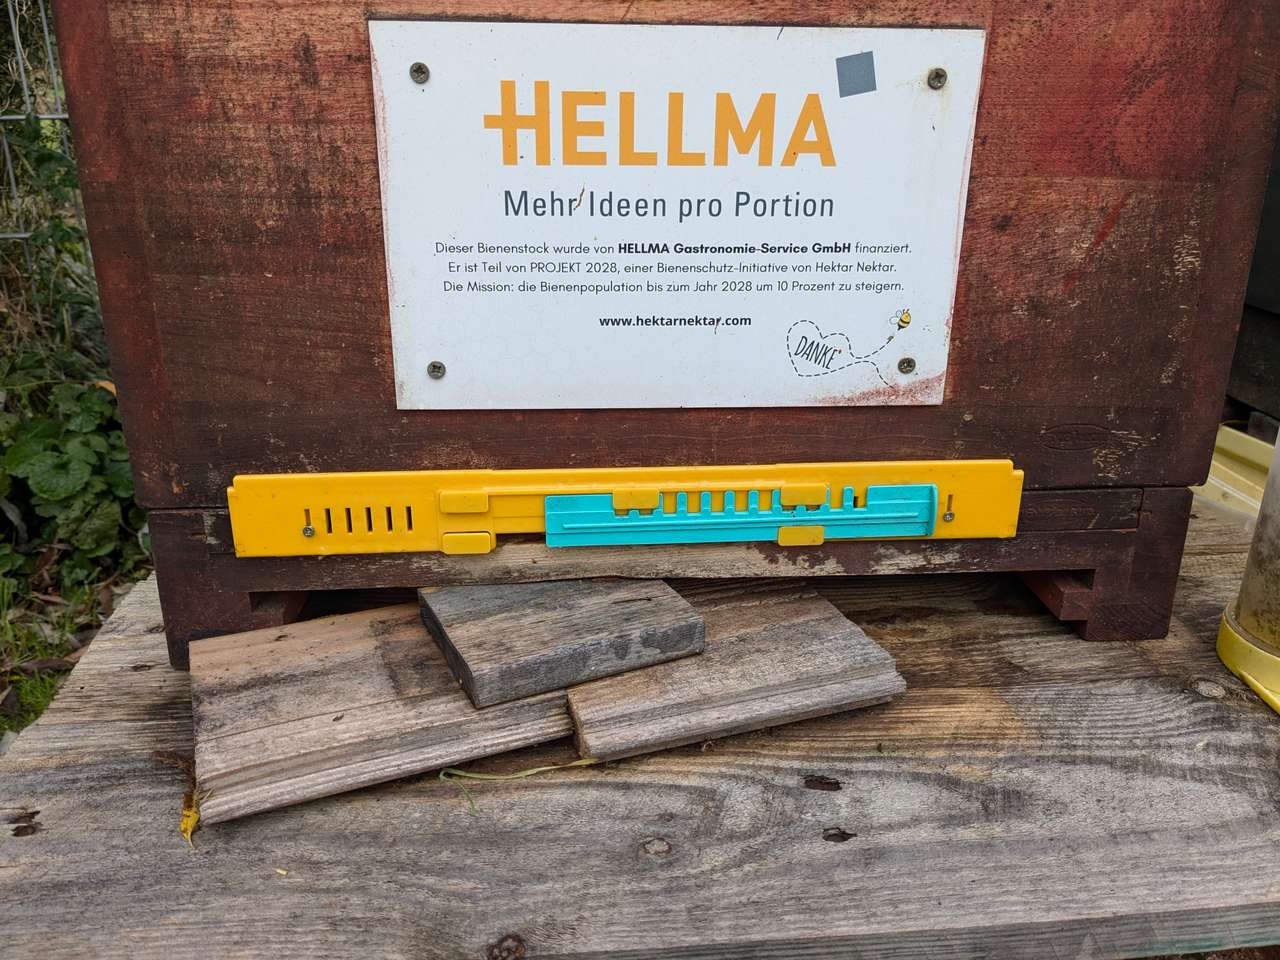 HELLMA
Mehr Ideen pro Portion
Dieser Bienenstock wurde von HELLMA Gastronomie-Service GmbH finanziert.
Er ist Teil von PROJEKT 2028, einer Bienenschutz-Initiative von Hektar Nektar.
Die Mission: die Bienenpopulation bis zum Jahr 2028 um 10 Prozent zu steigern.
www.hektarnektar.com
DANKE